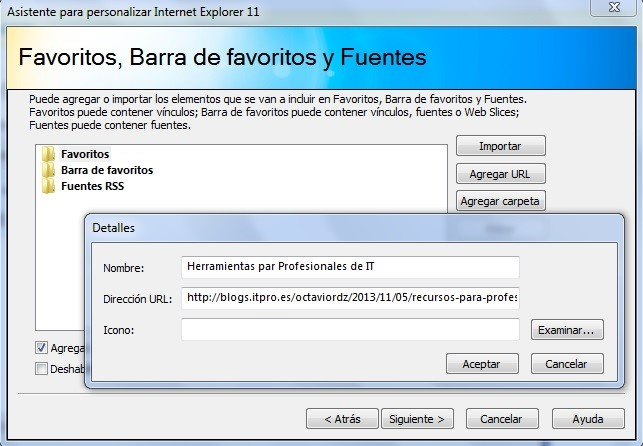 Asistente para personalizar Internet Explorer 11
Favoritos, Barra de favoritos y Fuentes
Puede agregar o importar los elementos que se van a incluir en Favoritos, Barra de favoritos y Fuentes.
Favoritos puede contener vínculos; Barra de favoritos puede contener vínculos, fuentes o Web Slices;
Fuentes puede contener fuentes.
Favoritos
Barra de favoritos
Fuentes RSS
Importar
Agregar URL
Agregar carpeta
Detalles
Nombre: Herramientas par Profesionales de IT
Dirección URL: http://blogs.itpro.es/octaviordz/2013/11/05/recursos-para-profes
Icono: Examinar...
Aceptar Cancelar
Agrega
Deshab
< Atrás Siguiente > Cancelar Ayuda